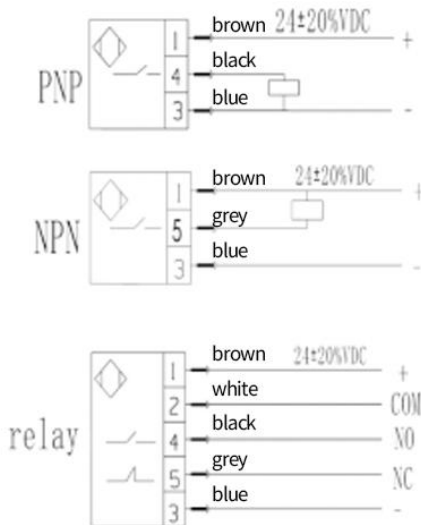 brown 24±20%VDC
1 +
black
4
PNP
blue
3 -
brown 24±20%VDC
1 +
grey
5
NPN
blue
3 -
brown 24±20%VDC
1 +
white
2 COM
black
4 NO
relay
grey
5 NC
blue
3 -